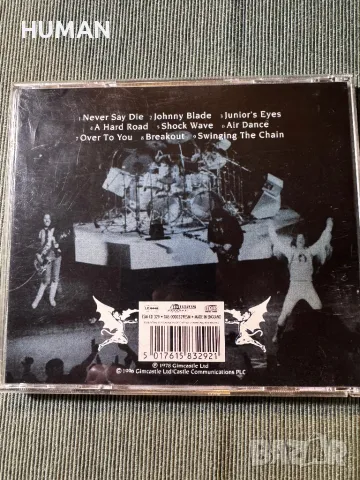 HUMAN
1 Never Say Die 2 Johnny Blade 3 Junior's Eyes
4 A Hard Road 5 Shock Wave 6 Air Dance
7 Over To You 8 Breakout 9 Swinging The Chain
MADE IN ENGLAND
5 017615 832921
℗ 1978 Gimcastle Ltd
© 1996 Gimcastle Ltd/Castle Communications PLC
BAZAR
bg